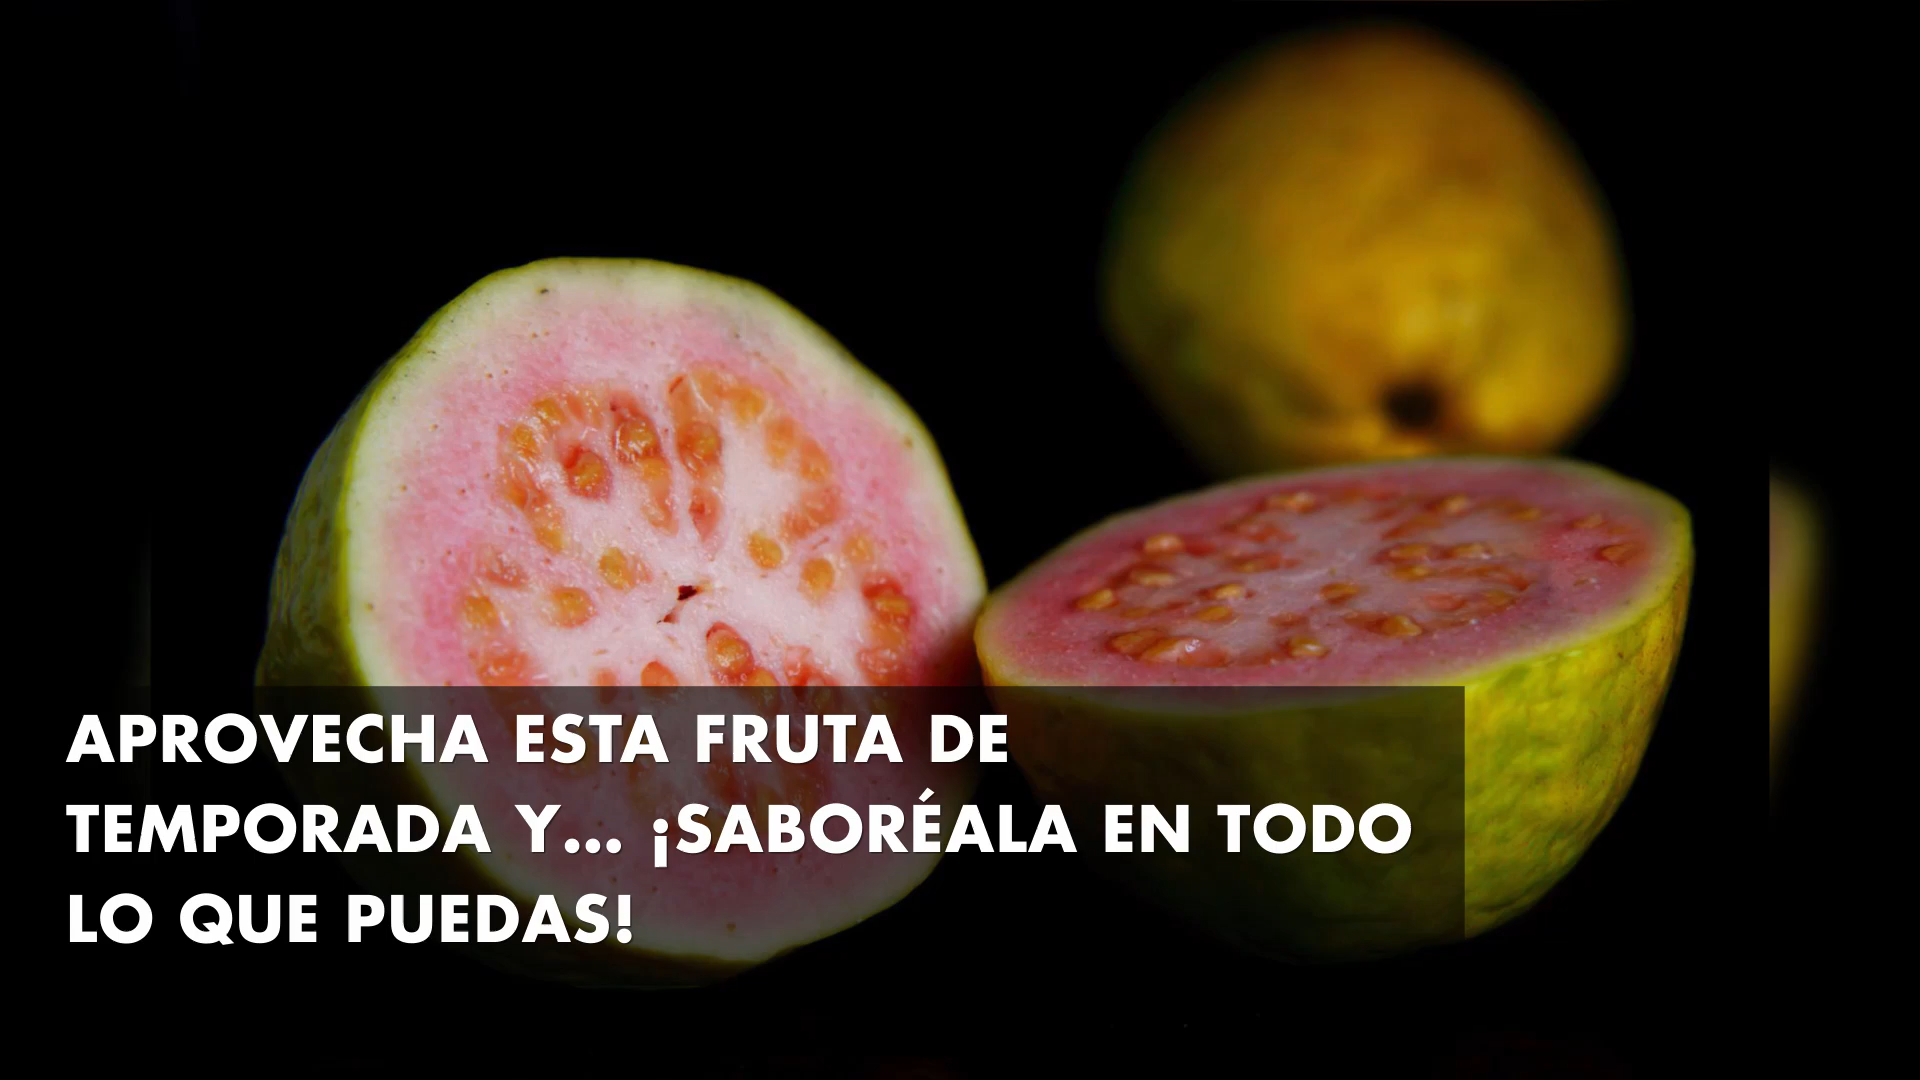 APROVECHA ESTA FRUTA DE
TEMPORADA Y... ¡SABORÉALA EN TODO
LO QUE PUEDAS!